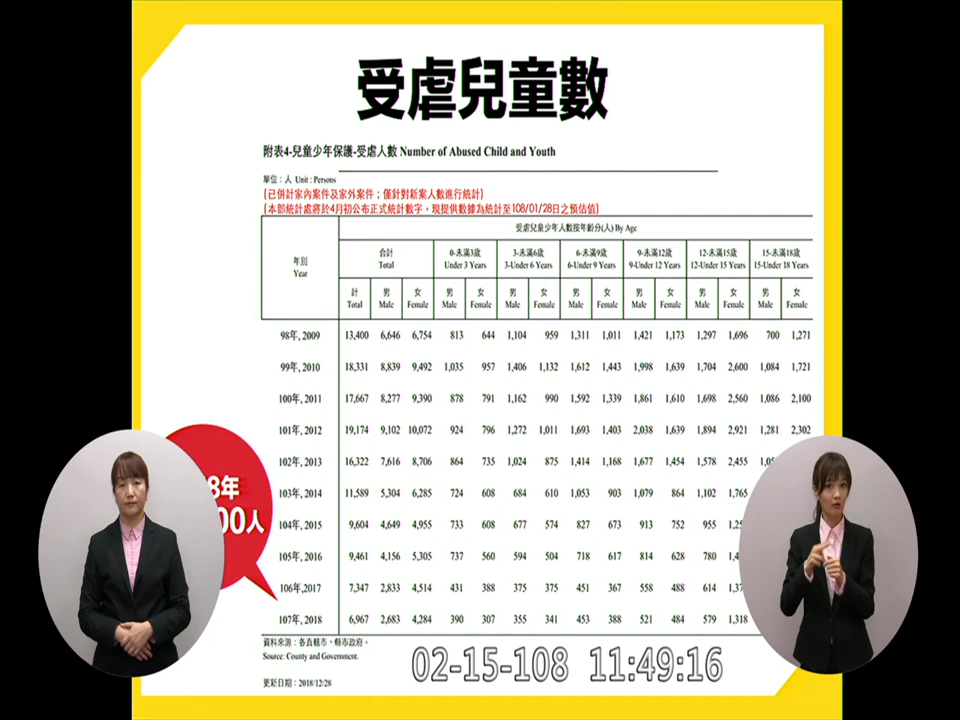 受虐兒童數
附表4-兒童少年保護-受虐人數 Number of Abused Child and Youth
單位：人 Unit : Persons
(已併計家內案件及家外案件；僅針對新案人數進行統計)
(本部統計處將於4月初公布正式統計數字，現提供數據為統計至108/01/28日之預估值)
受虐兒童少年人數按年齡分(人) By Age
年別 合計 0-未滿3歲 3-未滿6歲 6-未滿9歲 9-未滿12歲 12-未滿15歲 15-未滿18歲
Year Total Under 3 Years 3-Under 6 Years 6-Under 9 Years 9-Under 12 Years 12-Under 15 Years 15-Under 18 Years
計 男 女 男 女 男 女 男 女 男 女 男 女 男 女
Total Male Female Male Female Male Female Male Female Male Female Male Female Male Female
98年, 2009 13,400 6,646 6,754 813 644 1,104 959 1,311 1,011 1,421 1,173 1,297 1,696 700 1,271
99年, 2010 18,331 8,839 9,492 1,035 957 1,406 1,132 1,612 1,443 1,998 1,639 1,704 2,600 1,084 1,721
100年, 2011 17,667 8,277 9,390 878 791 1,162 990 1,592 1,339 1,861 1,610 1,698 2,560 1,086 2,100
101年, 2012 19,174 9,102 10,072 924 796 1,272 1,011 1,693 1,403 2,038 1,639 1,894 2,921 1,281 2,302
102年, 2013 16,322 7,616 8,706 864 735 1,024 875 1,414 1,168 1,677 1,454 1,578 2,455
103年, 2014 11,589 5,304 6,285 724 608 684 610 1,053 903 1,079 864 1,102 1,765
104年, 2015 9,604 4,649 4,955 733 608 677 574 827 673 913 752 955
105年, 2016 9,461 4,156 5,305 737 560 594 504 718 617 814 628 780
106年,2017 7,347 2,833 4,514 431 388 375 375 451 367 558 488 614
107年, 2018 6,967 2,683 4,284 390 307 355 341 453 388 521 484 579 1,318
8年
00人
資料來源：各直轄市、縣市政府。
Source: County and Government.
更新日期：2018/12/28
02-15-108 11:49:16